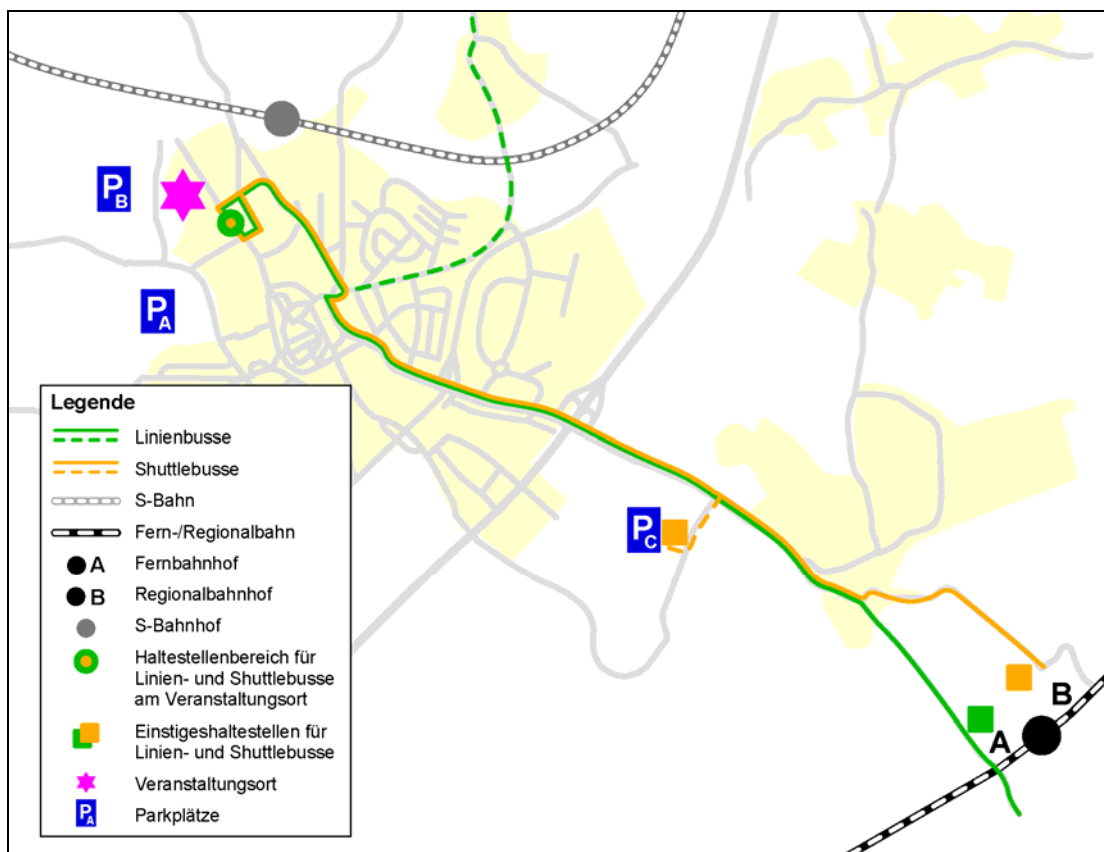 P B
P A
P C
B
A
Legende
Linienbusse
Shuttlebusse
S-Bahn
Fern-/Regionalbahn
A Fernbahnhof
B Regionalbahnhof
S-Bahnhof
Haltestellenbereich für
Linien- und Shuttlebusse
am Veranstaltungsort
Einstigeshaltestellen für
Linien- und Shuttlebusse
Veranstaltungsort
P A Parkplätze